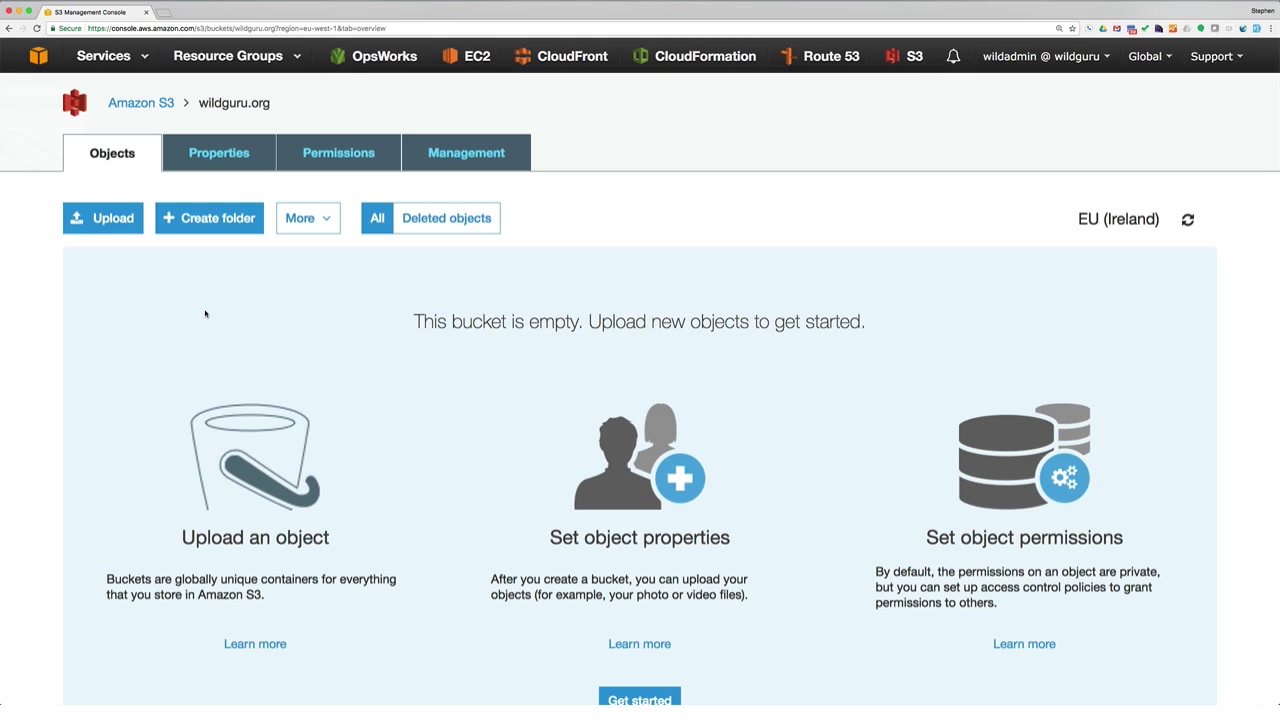 S3 Management Console
Stephen
Secure https://console.aws.amazon.com/s3/buckets/wildguru.org?region=eu-west-1&tab=overview
Services Resource Groups OpsWorks EC2 CloudFront CloudFormation Route 53 S3 wildadmin @ wildguru Global Support
Amazon S3 > wildguru.org
Objects Properties Permissions Management
Upload + Create folder More All Deleted objects EU (Ireland)
This bucket is empty. Upload new objects to get started.
Upload an object
Buckets are globally unique containers for everything
that you store in Amazon S3.
Learn more
Set object properties
After you create a bucket, you can upload your
objects (for example, your photo or video files).
Learn more
Set object permissions
By default, the permissions on an object are private,
but you can set up access control policies to grant
permissions to others.
Learn more
Get started